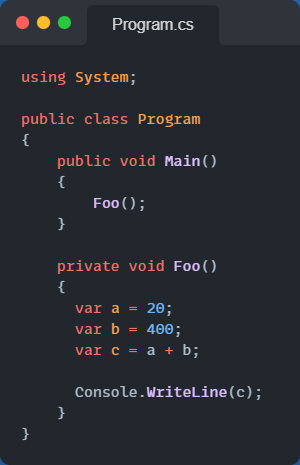 Program.cs
using System;
public class Program
{
    public void Main()
    {
        Foo();
    }
    private void Foo()
    {
      var a = 20;
      var b = 400;
      var c = a + b;
      Console.WriteLine(c);
    }
}